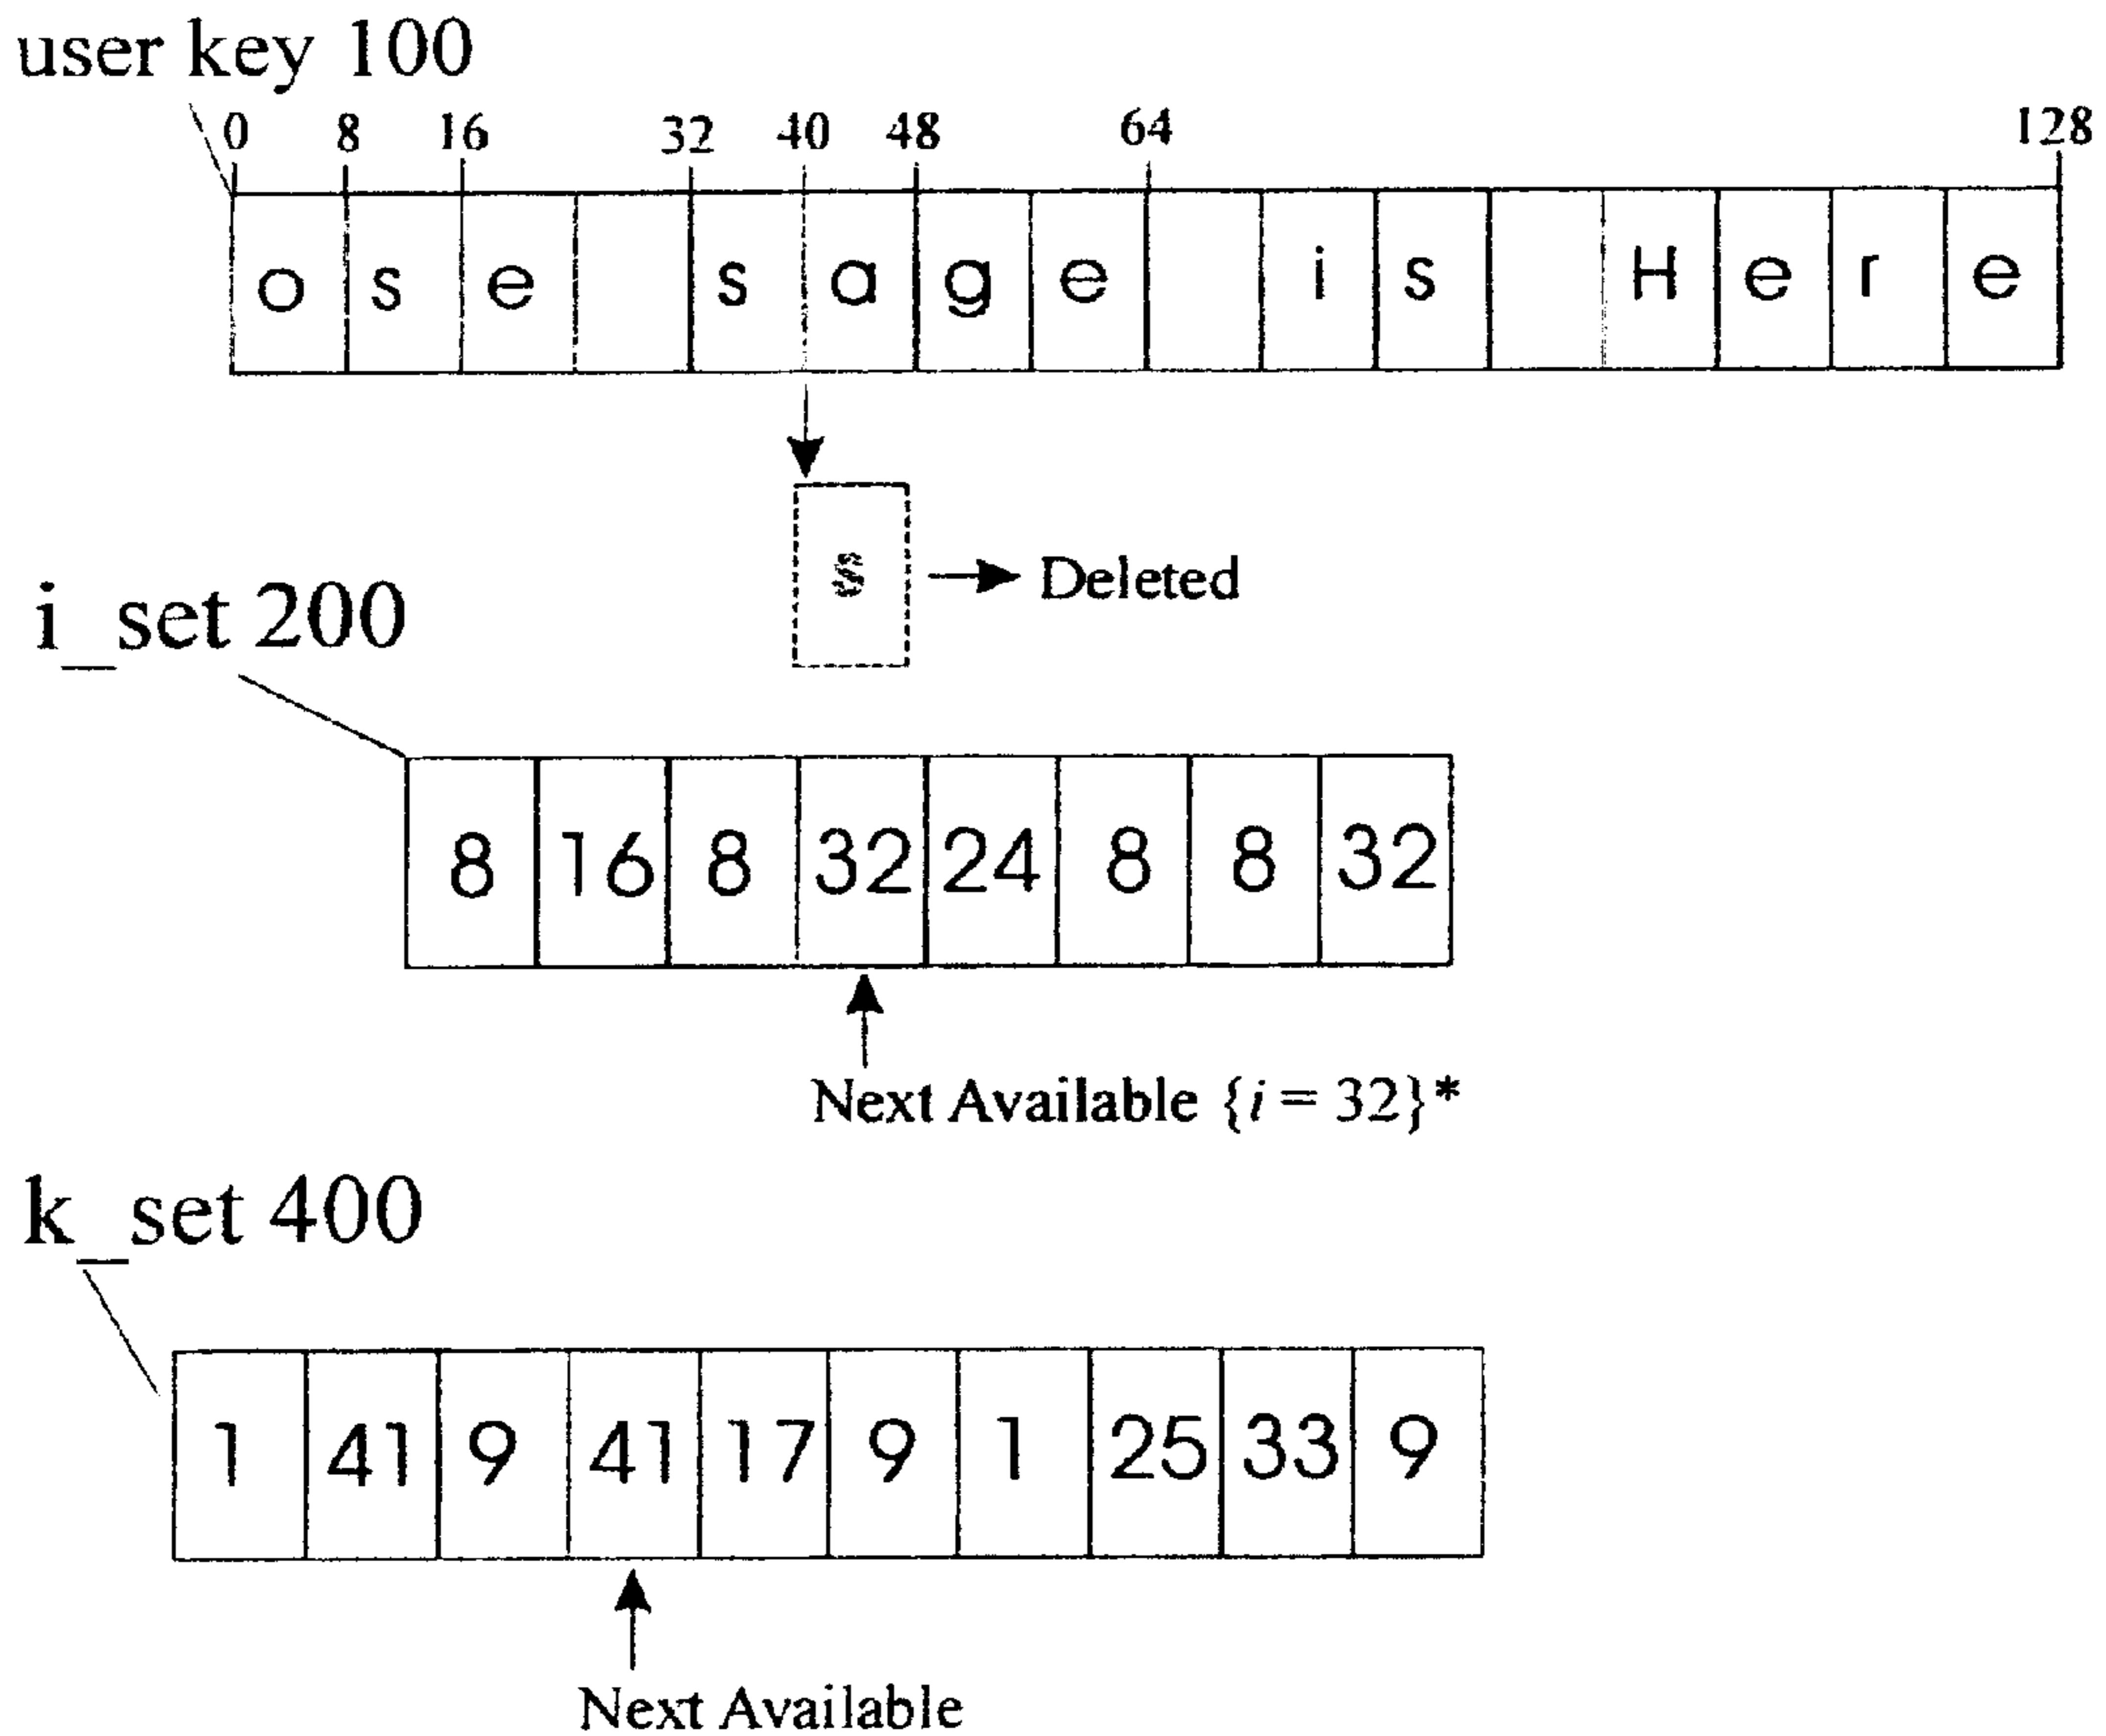 user key 100
0 8 16 32 40 48 64 128
o s e s a g e i s H e r e
s → Deleted
i_set 200
8 16 8 32 24 8 8 32
Next Available {i = 32}*
k_set 400
1 41 9 41 17 9 1 25 33 9
Next Available